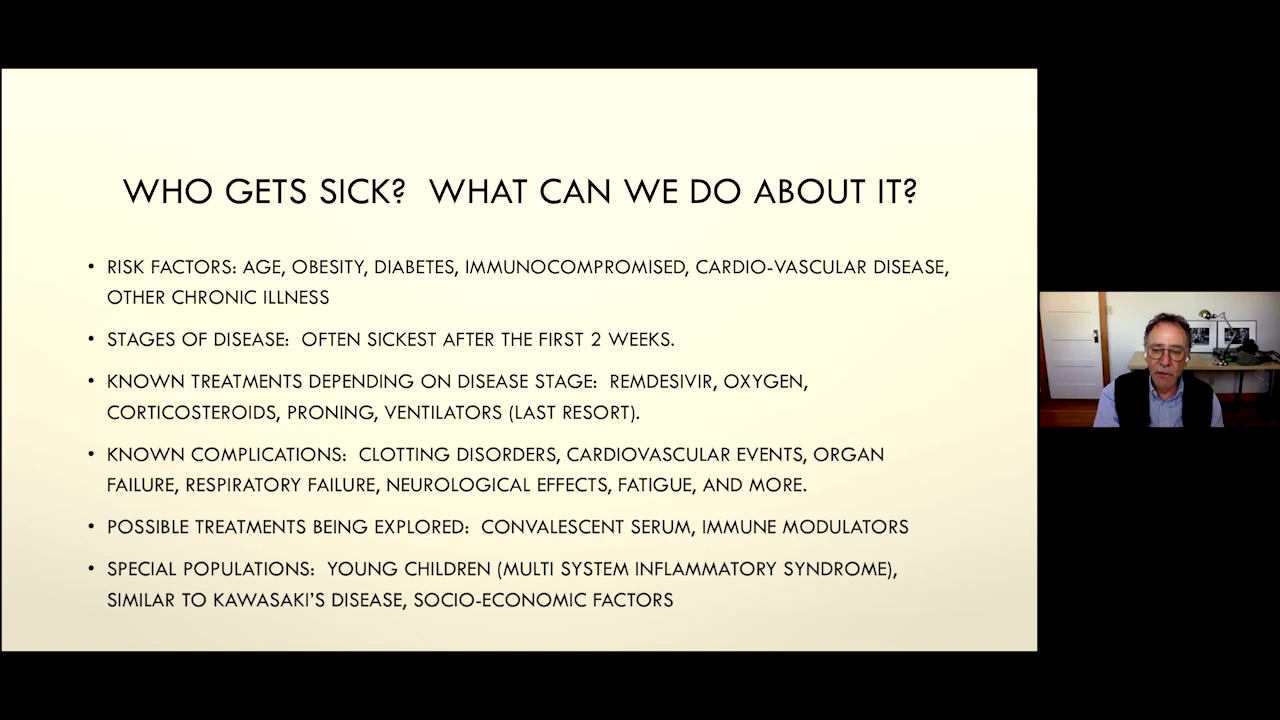 WHO GETS SICK?  WHAT CAN WE DO ABOUT IT?
• RISK FACTORS: AGE, OBESITY, DIABETES, IMMUNOCOMPROMISED, CARDIO-VASCULAR DISEASE,
OTHER CHRONIC ILLNESS
• STAGES OF DISEASE:  OFTEN SICKEST AFTER THE FIRST 2 WEEKS.
• KNOWN TREATMENTS DEPENDING ON DISEASE STAGE:  REMDESIVIR, OXYGEN,
CORTICOSTEROIDS, PRONING, VENTILATORS (LAST RESORT).
• KNOWN COMPLICATIONS:  CLOTTING DISORDERS, CARDIOVASCULAR EVENTS, ORGAN
FAILURE, RESPIRATORY FAILURE, NEUROLOGICAL EFFECTS, FATIGUE, AND MORE.
• POSSIBLE TREATMENTS BEING EXPLORED:  CONVALESCENT SERUM, IMMUNE MODULATORS
• SPECIAL POPULATIONS:  YOUNG CHILDREN (MULTI SYSTEM INFLAMMATORY SYNDROME),
SIMILAR TO KAWASAKI’S DISEASE, SOCIO-ECONOMIC FACTORS